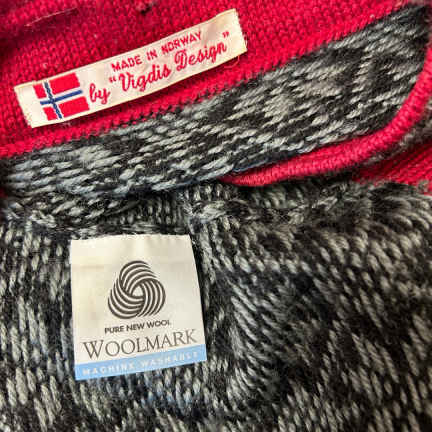 MADE IN NORWAY
by "Vigdis Design"
PURE NEW WOOL
WOOLMARK
MACHINE WASHABLE